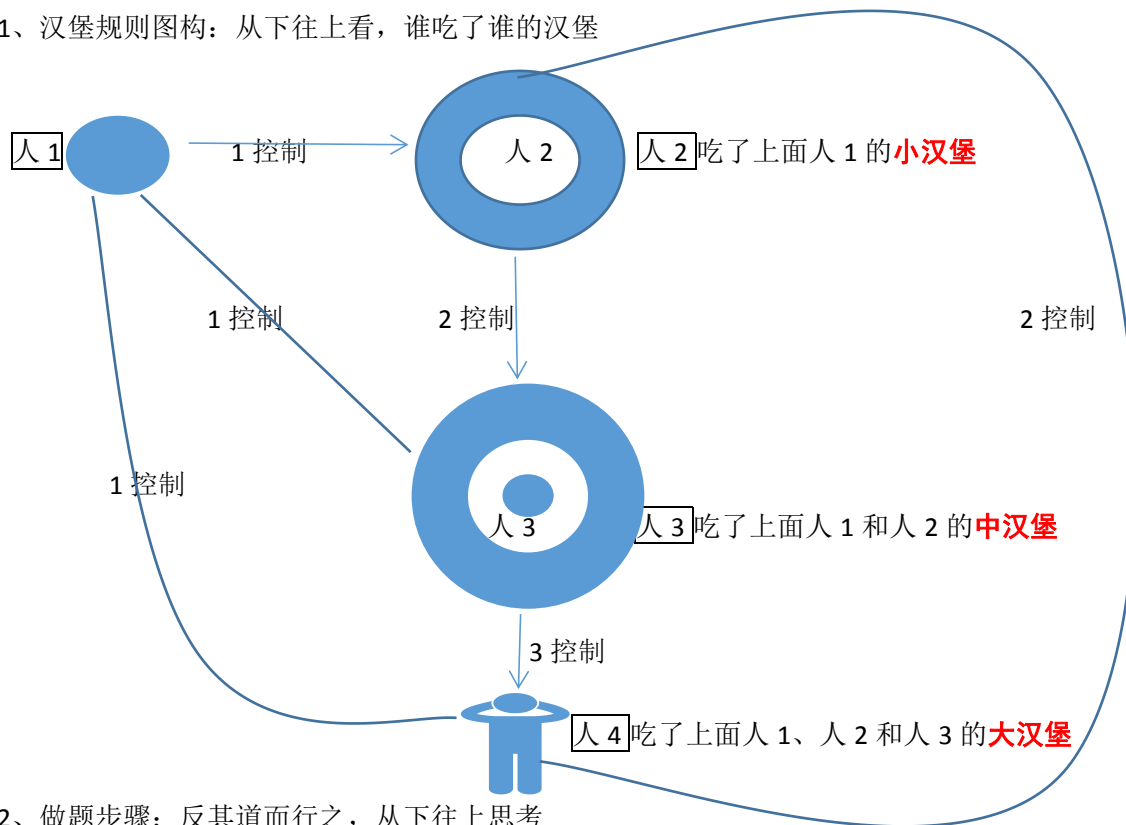 1、汉堡规则图构：从下往上看，谁吃了谁的汉堡
人 1
1 控制
人 2
人 2 吃了上面人 1 的小汉堡
1 控制
2 控制
2 控制
1 控制
人 3
人 3 吃了上面人 1 和人 2 的中汉堡
3 控制
人 4 吃了上面人 1、人 2 和人 3 的大汉堡
2、做题步骤：反其道而行之，从下往上思考